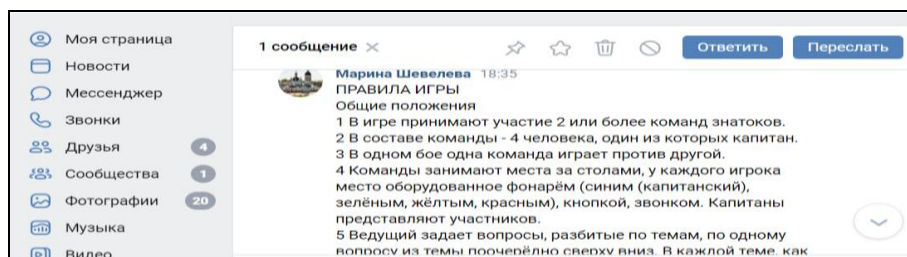 Моя страница
Новости
Мессенджер
Звонки
Друзья 4
Сообщества 1
Фотографии 20
Музыка
Видео
1 сообщение
Ответить
Переслать
Марина Шевелева 18:35
ПРАВИЛА ИГРЫ
Общие положения
1 В игре принимают участие 2 или более команд знатоков.
2 В составе команды - 4 человека, один из которых капитан.
3 В одном бое одна команда играет против другой.
4 Команды занимают места за столами, у каждого игрока
место оборудованное фонарём (синим (капитанский),
зелёным, жёлтым, красным), кнопкой, звонком. Капитаны
представляют участников.
5 Ведущий задает вопросы, разбитые по темам, по одному
вопросу из темы поочерёдно сверху вниз. В каждой теме, как